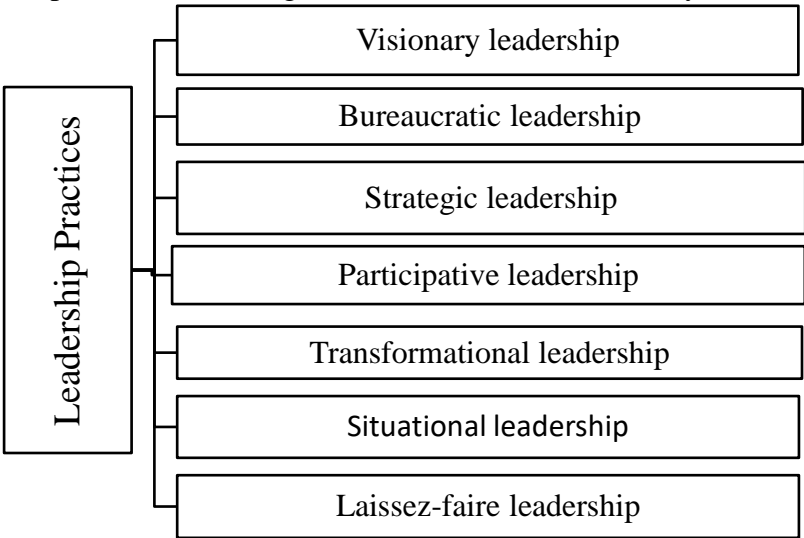 Visionary leadership
Bureaucratic leadership
Strategic leadership
Leadership Practices
Participative leadership
Transformational leadership
Situational leadership
Laissez-faire leadership